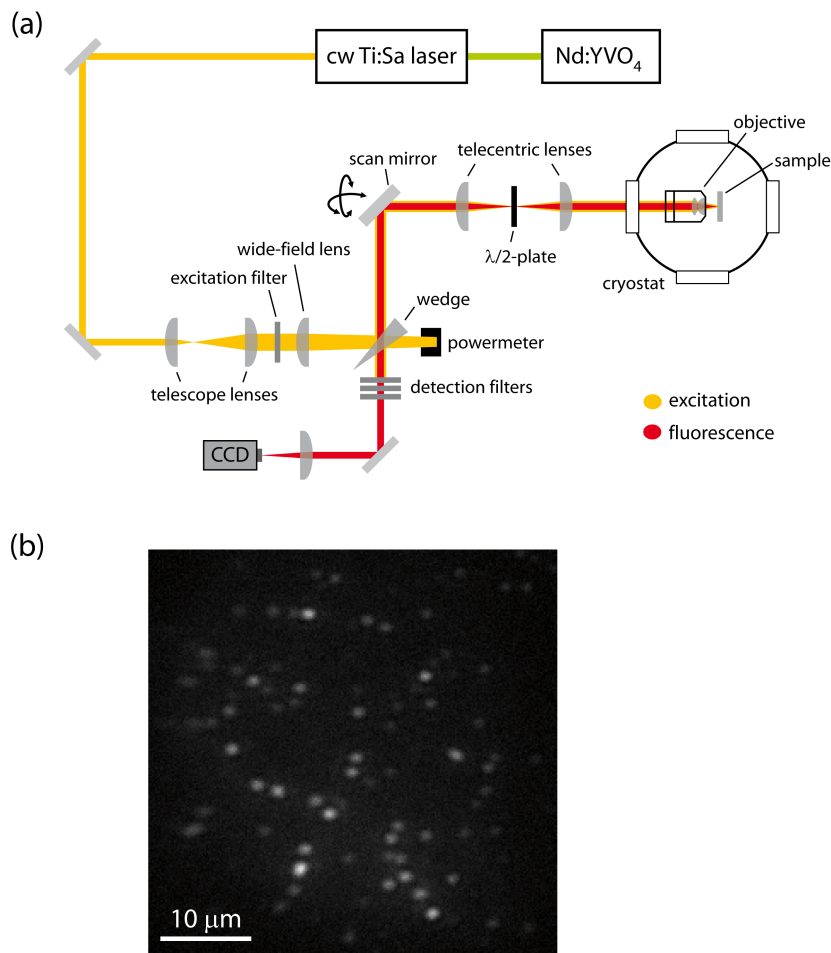 (a)
cw Ti:Sa laser
Nd:YVO4
objective
sample
telecentric lenses
scan mirror
λ/2-plate
cryostat
wide-field lens
excitation filter
wedge
powermeter
telescope lenses
detection filters
excitation
fluorescence
CCD
(b)
10 μm